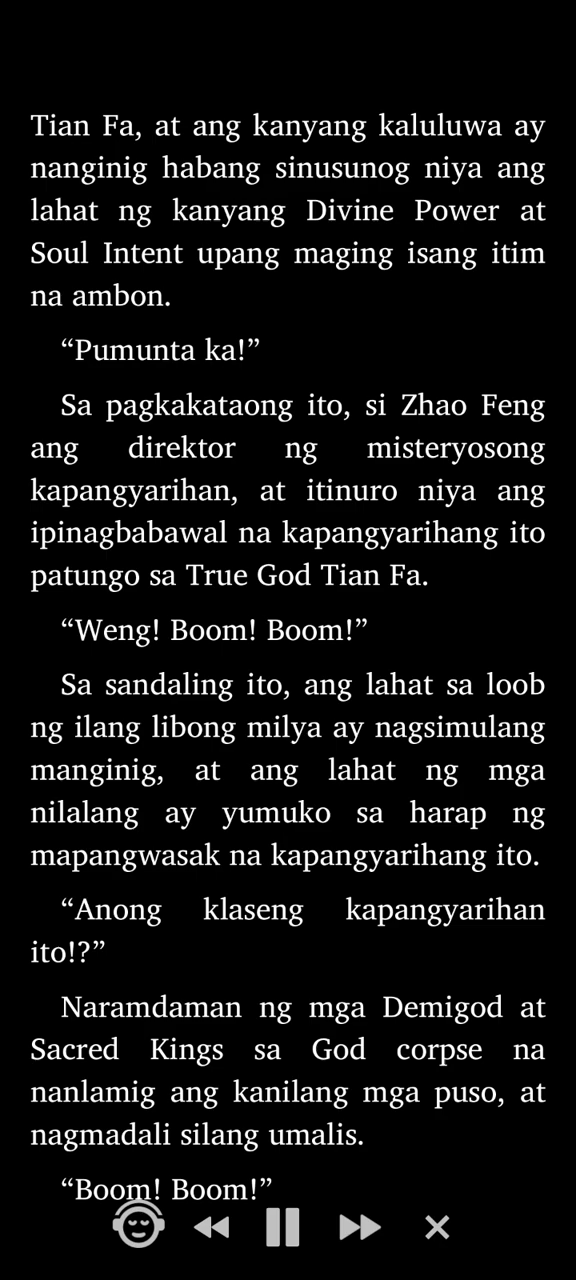 Tian Fa, at ang kanyang kaluluwa ay
nanginig habang sinusunog niya ang
lahat ng kanyang Divine Power at
Soul Intent upang maging isang itim
na ambon.
“Pumunta ka!”
Sa pagkakataong ito, si Zhao Feng
ang direktor ng misteryosong
kapangyarihan, at itinuro niya ang
ipinagbabawal na kapangyarihang ito
patungo sa True God Tian Fa.
“Weng! Boom! Boom!”
Sa sandaling ito, ang lahat sa loob
ng ilang libong milya ay nagsimulang
manginig, at ang lahat ng mga
nilalang ay yumuko sa harap ng
mapangwasak na kapangyarihang ito.
“Anong klaseng kapangyarihan
ito!?”
Naramdaman ng mga Demigod at
Sacred Kings sa God corpse na
nanlamig ang kanilang mga puso, at
nagmadali silang umalis.
“Boom! Boom!”